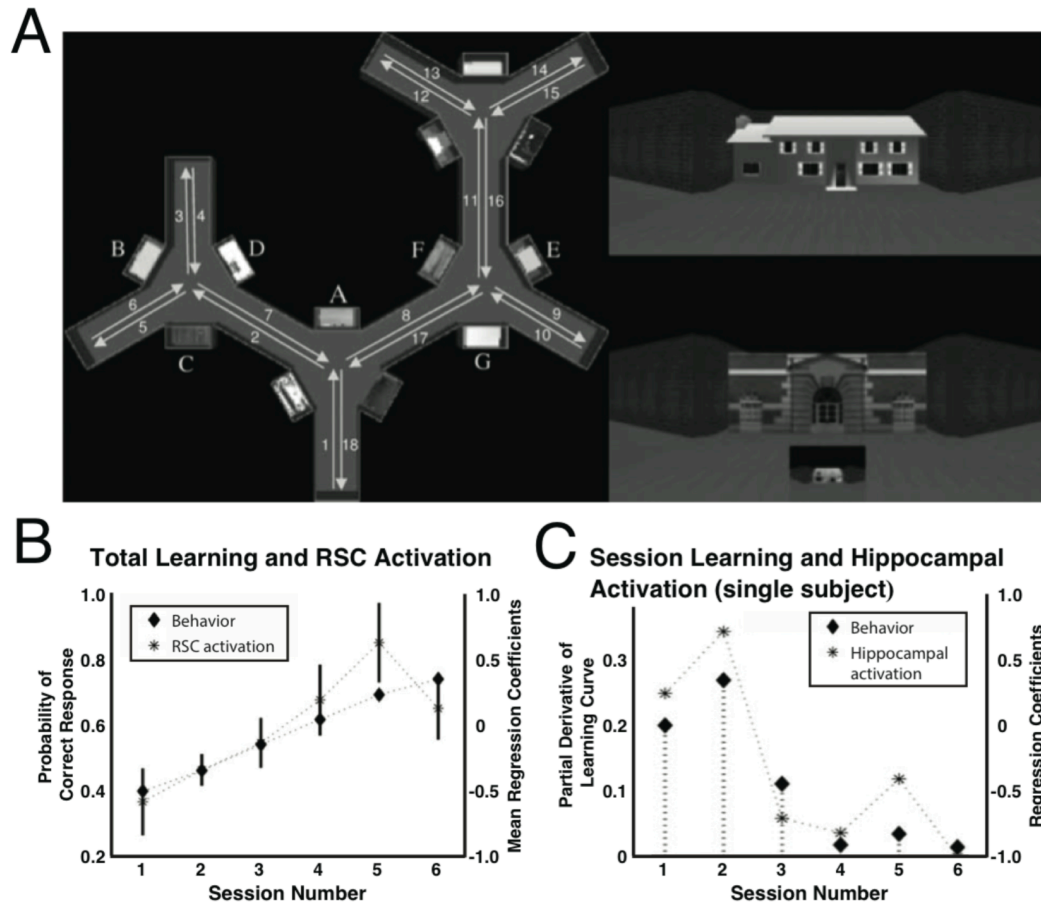 A
13
14
12
15
3
4
11
16
B
D
F
E
A
6
7
8
9
5
2
17
10
C
G
1
18
B
Total Learning and RSC Activation
Probability of
Correct Response
1.0
0.8
0.6
0.4
0.2
Behavior
RSC activation
1.0
0.5
0
-0.5
-1.0
Mean Regression Coefficients
1 2 3 4 5 6
Session Number
C
Session Learning and Hippocampal
Activation (single subject)
Partial Derivative of
Learning Curve
0.3
0.2
0.1
0
Behavior
Hippocampal
activation
1.0
0.5
0
-0.5
-1.0
Regression Coefficients
1 2 3 4 5 6
Session Number